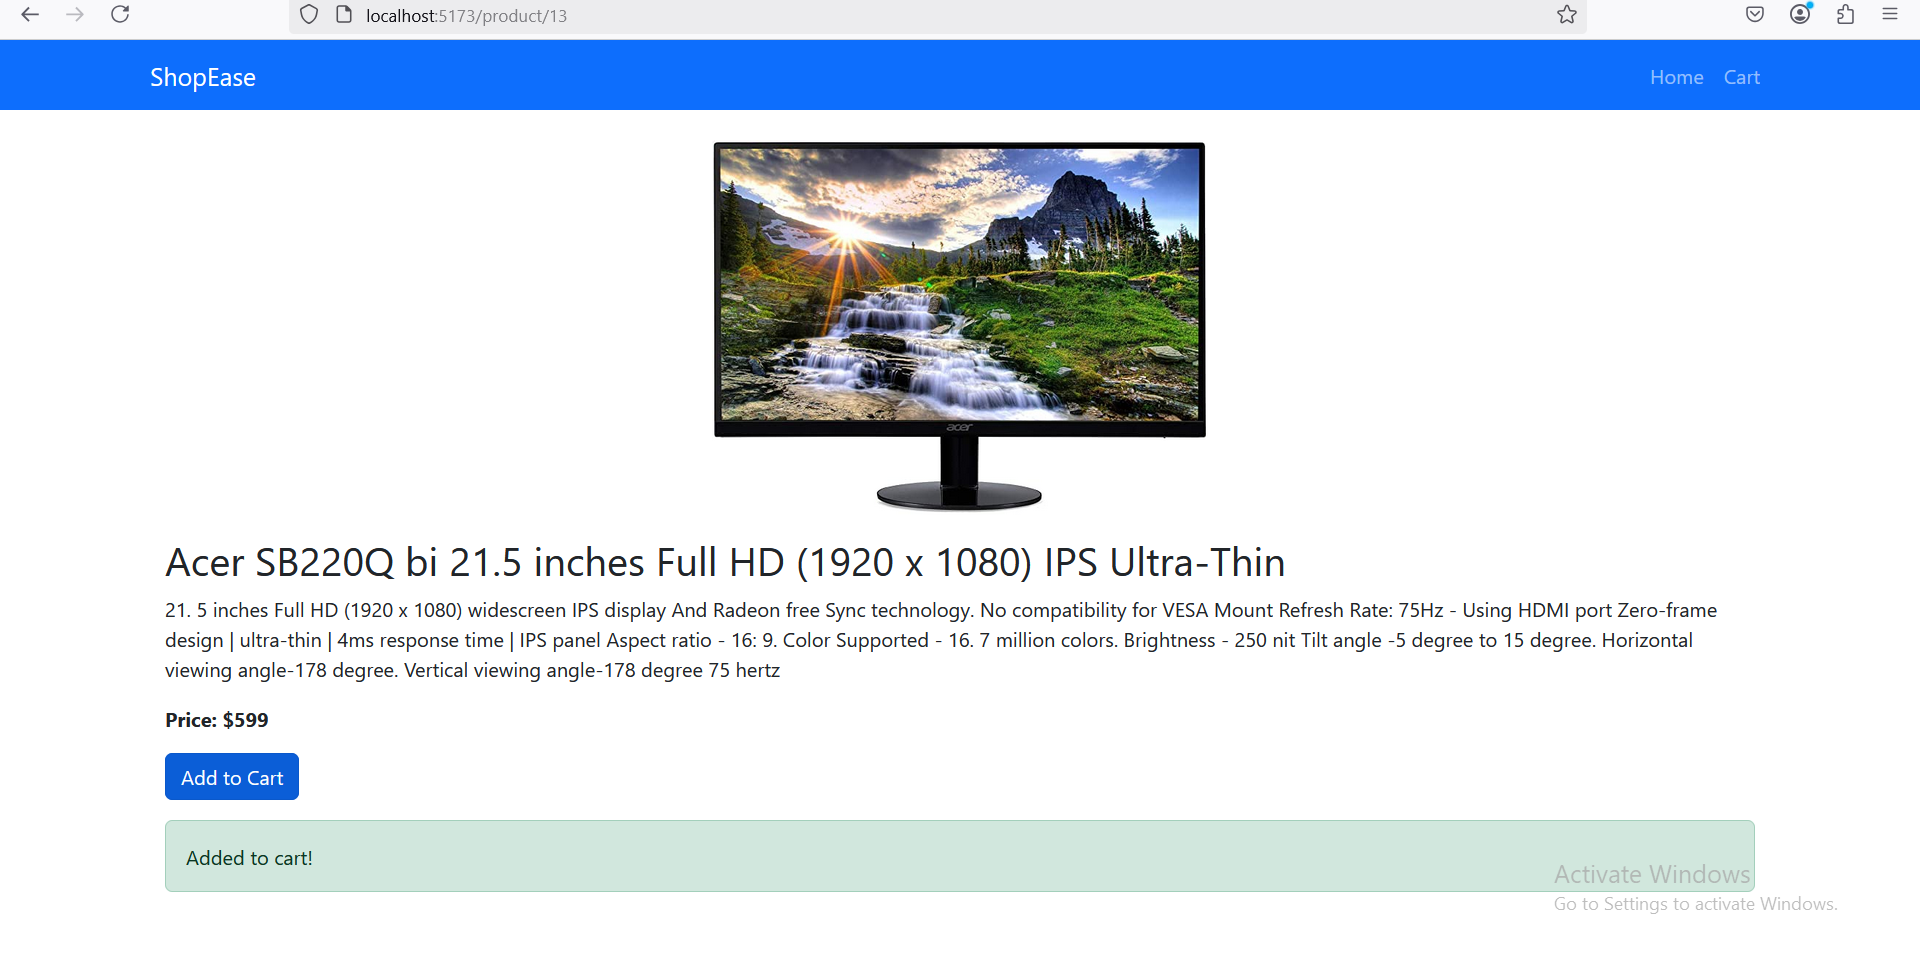 localhost:5173/product/13
ShopEase
Home Cart
acer
Acer SB220Q bi 21.5 inches Full HD (1920 x 1080) IPS Ultra-Thin
21. 5 inches Full HD (1920 x 1080) widescreen IPS display And Radeon free Sync technology. No compatibility for VESA Mount Refresh Rate: 75Hz - Using HDMI port Zero-frame
design | ultra-thin | 4ms response time | IPS panel Aspect ratio - 16: 9. Color Supported - 16. 7 million colors. Brightness - 250 nit Tilt angle -5 degree to 15 degree. Horizontal
viewing angle-178 degree. Vertical viewing angle-178 degree 75 hertz
Price: $599
Add to Cart
Added to cart!
Activate Windows
Go to Settings to activate Windows.